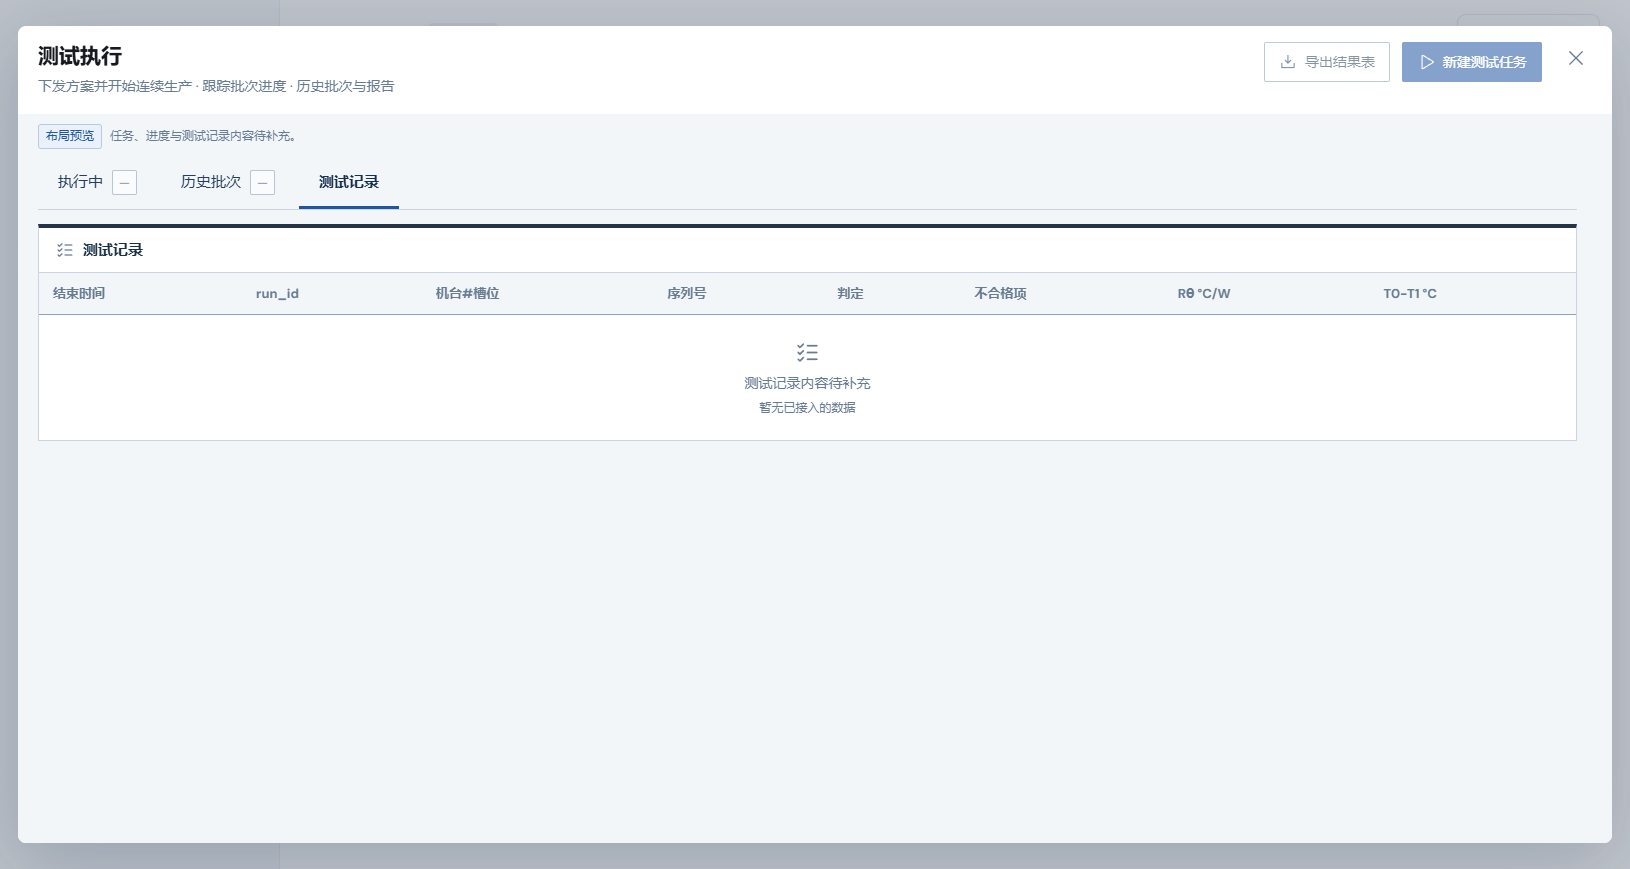 测试执行
下发方案并开始连续生产 · 跟踪批次进度 · 历史批次与报告
导出结果表
新建测试任务
布局预览 任务、进度与测试记录内容待补充。
执行中 — 历史批次 — 测试记录
测试记录
结束时间 run_id 机台#槽位 序列号 判定 不合格项 Rθ °C/W T0-T1 °C
测试记录内容待补充
暂无已接入的数据